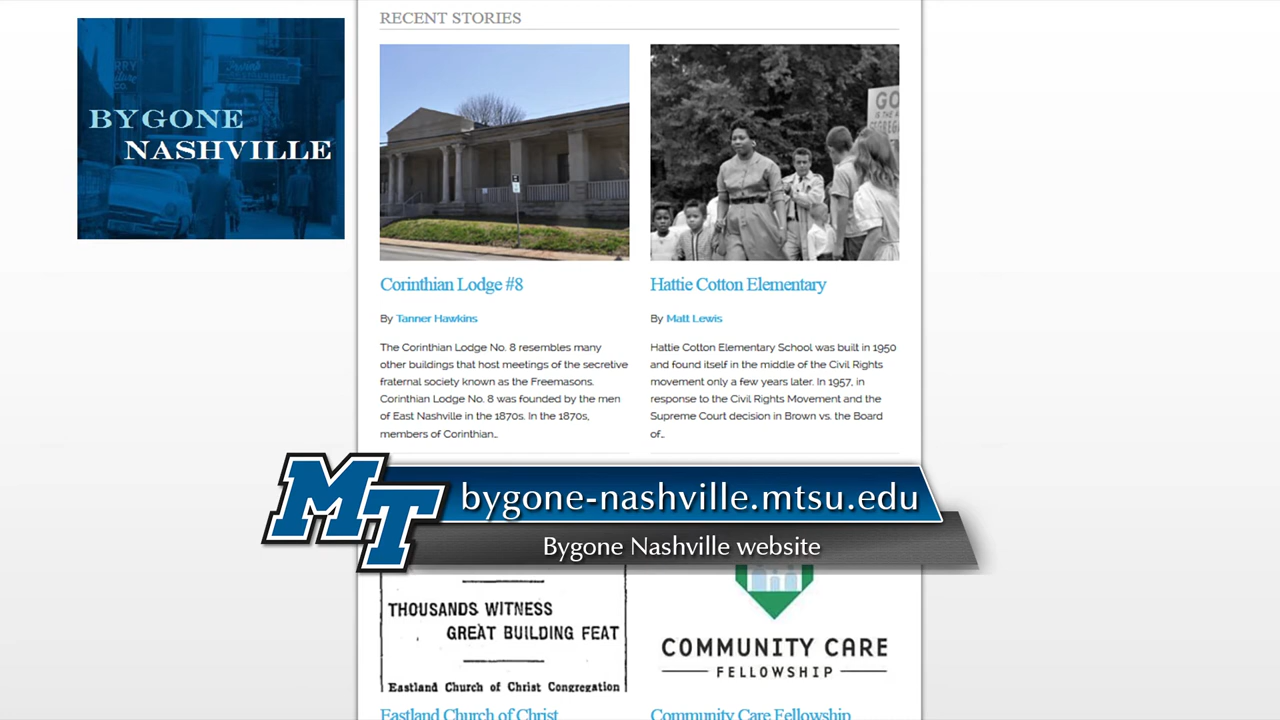 RECENT STORIES
BYGONE
NASHVILLE
GO
Corinthian Lodge #8
By Tanner Hawkins
The Corinthian Lodge No. 8 resembles many
other buildings that host meetings of the secretive
fraternal society known as the Freemasons.
Corinthian Lodge No. 8 was founded by the men
of East Nashville in the 1870s. In the 1870s,
members of Corinthian...
Hattie Cotton Elementary
By Matt Lewis
Hattie Cotton Elementary School was built in 1950
and found itself in the middle of the Civil Rights
movement only a few years later. In 1957, in
response to the Civil Rights Movement and the
Supreme Court decision in Brown vs. the Board
of...
MT
bygone-nashville.mtsu.edu
Bygone Nashville website
THOUSANDS WITNESS
GREAT BUILDING FEAT
Eastland Church of Christ Congregation
COMMUNITY CARE
FELLOWSHIP
Eastland Church of Christ
Community Care Fellowship